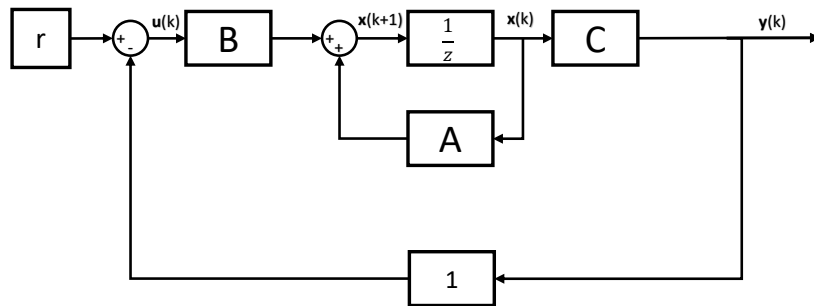 r
+
-
u(k)
B
+
+
x(k+1)
1
z
x(k)
C
y(k)
A
1